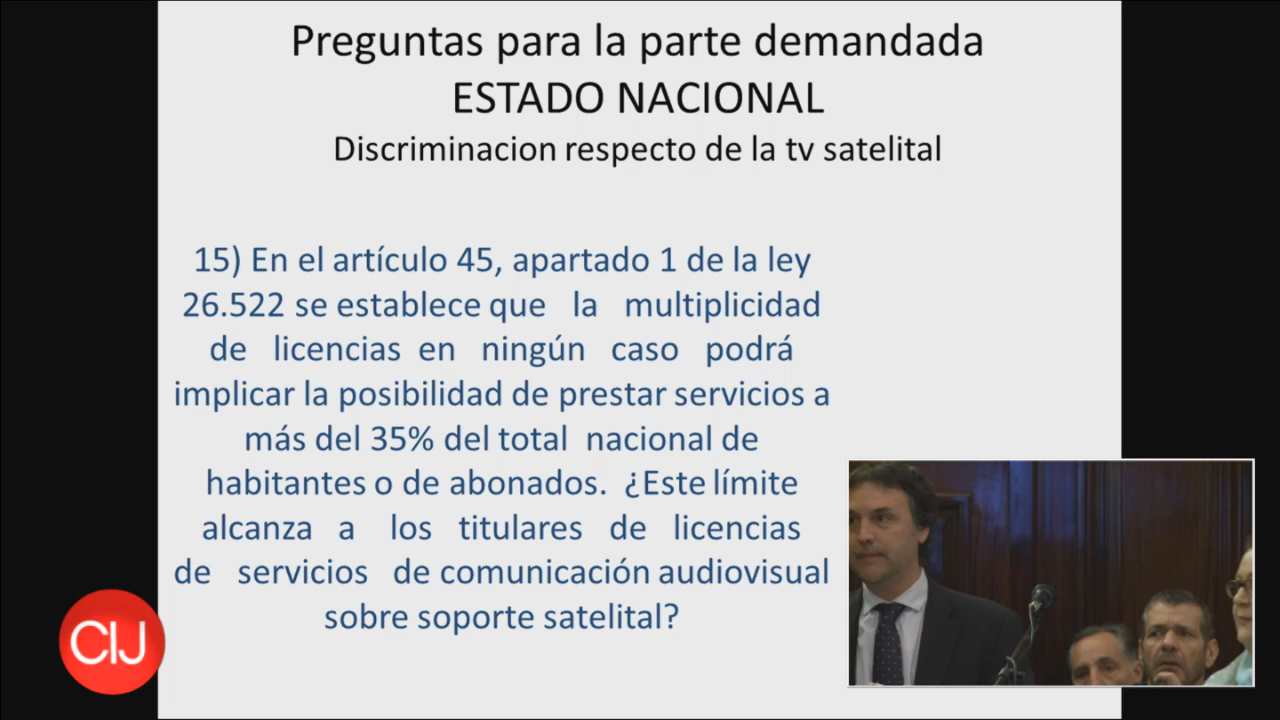 Preguntas para la parte demandada
ESTADO NACIONAL
Discriminacion respecto de la tv satelital
15) En el artículo 45, apartado 1 de la ley
26.522 se establece que la multiplicidad
de licencias en ningún caso podrá
implicar la posibilidad de prestar servicios a
más del 35% del total nacional de
habitantes o de abonados. ¿Este límite
alcanza a los titulares de licencias
de servicios de comunicación audiovisual
sobre soporte satelital?
CIJ